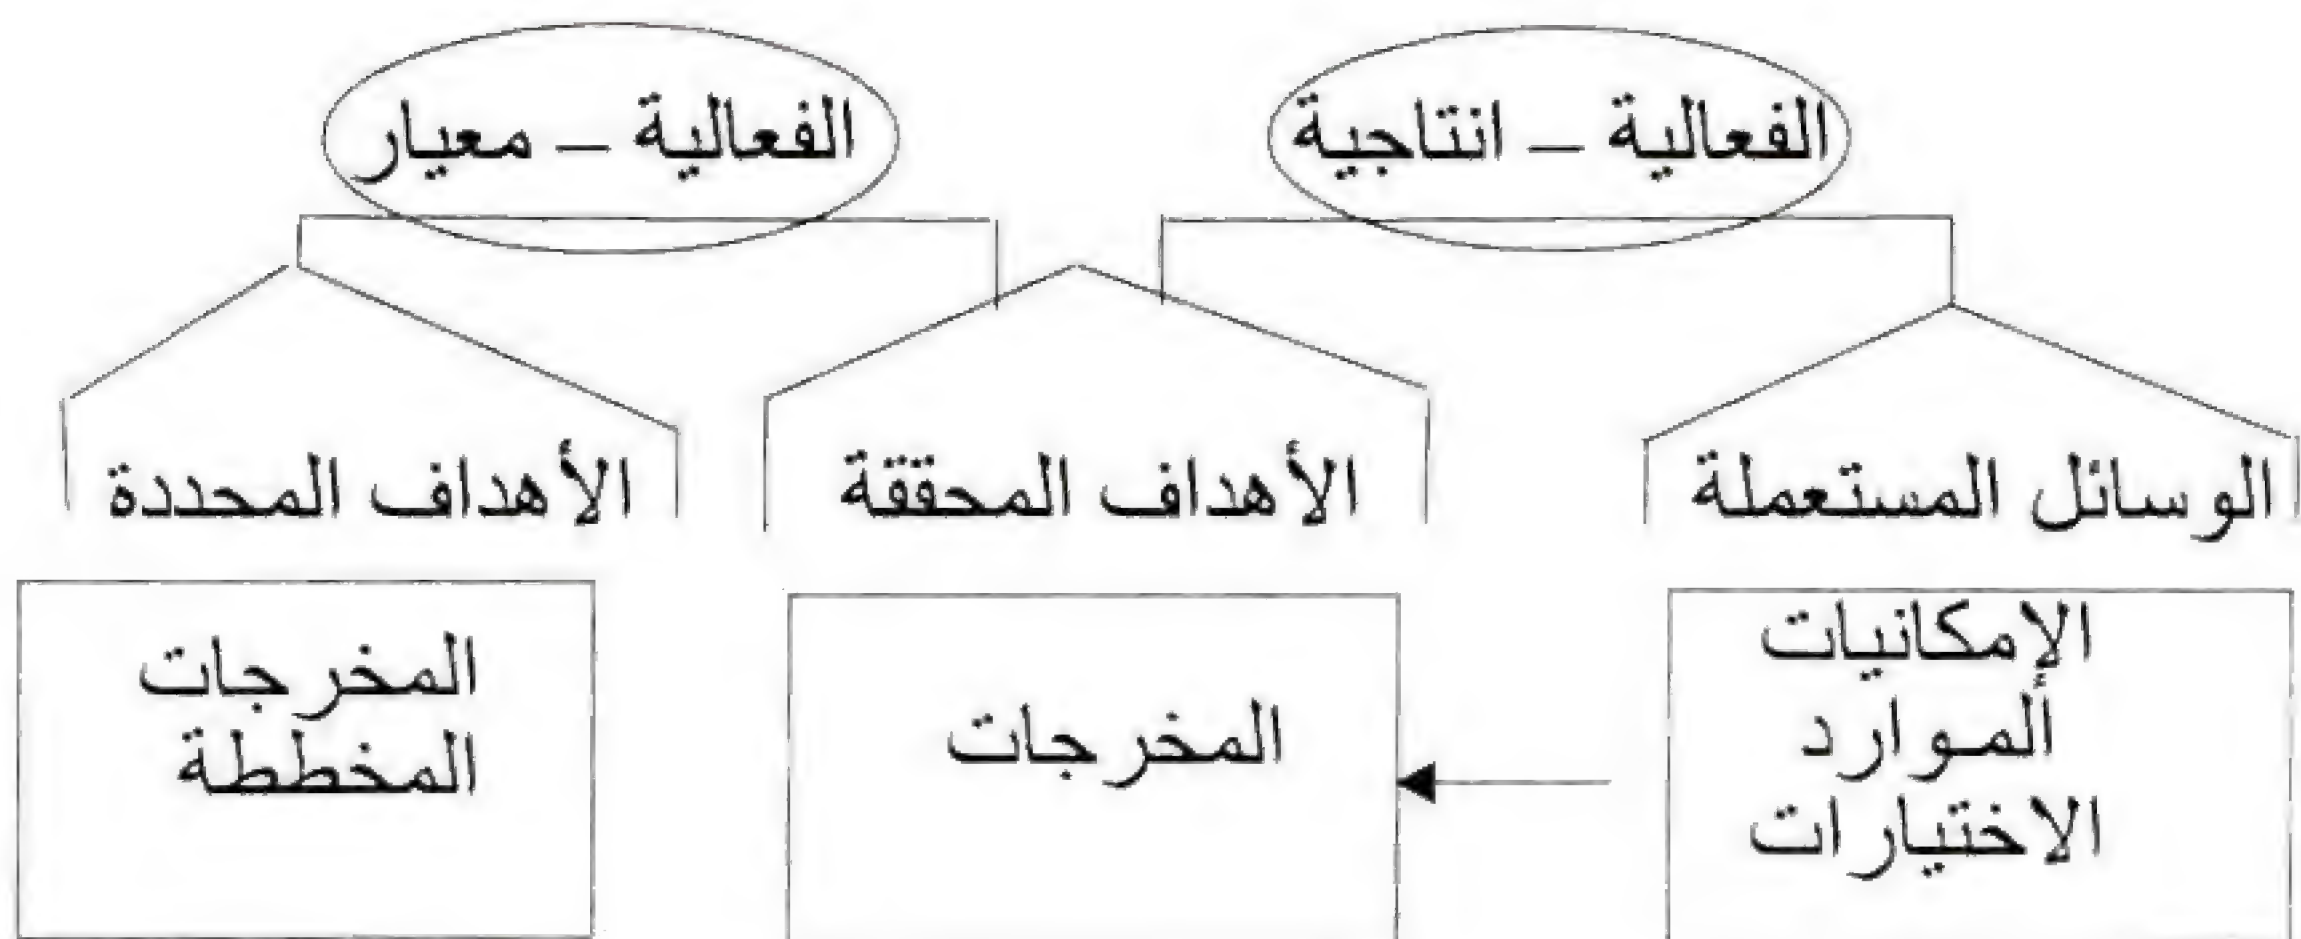 الفعالية – انتاجية
الفعالية – معيار
الوسائل المستعملة
الأهداف المحققة
الأهداف المحددة
الإمكانيات
الموارد
الاختيارات
المخرجات
المخرجات
المخططة